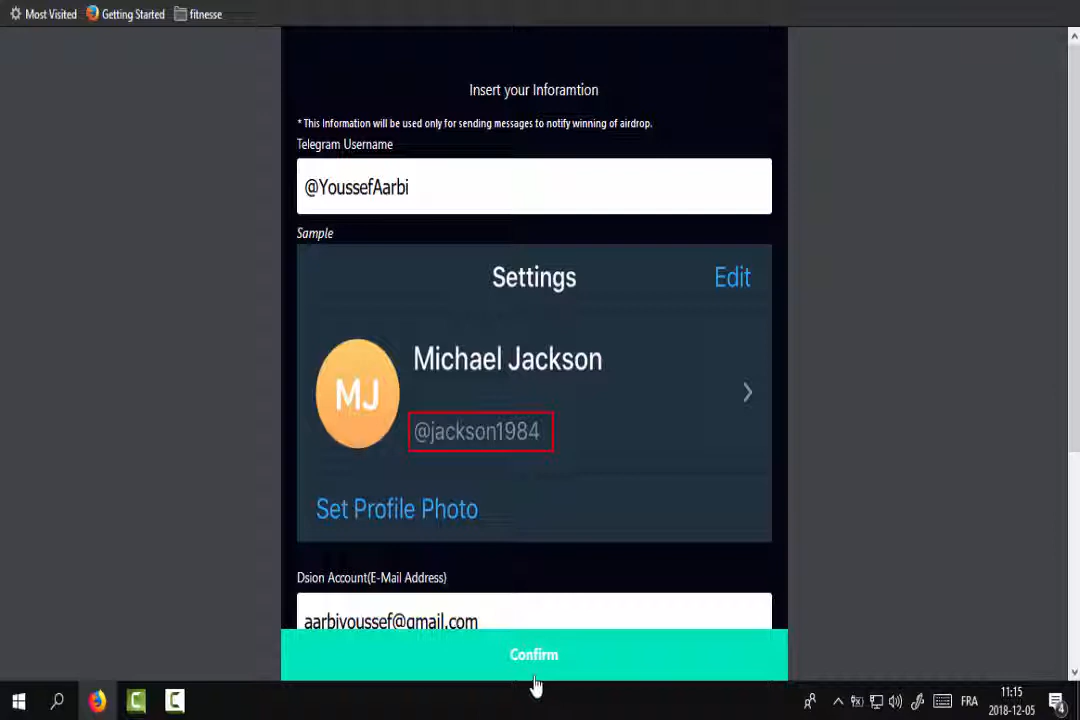 Most Visited Getting Started fitnesse
Insert your Inforamtion
* This Information will be used only for sending messages to notify winning of airdrop.
Telegram Username
@YoussefAarbi
Sample
Settings Edit
MJ Michael Jackson
@jackson1984
Set Profile Photo
Dsion Account(E-Mail Address)
aarbiyoussef@gmail.com
Confirm
FRA 11:15
2018-12-05 4